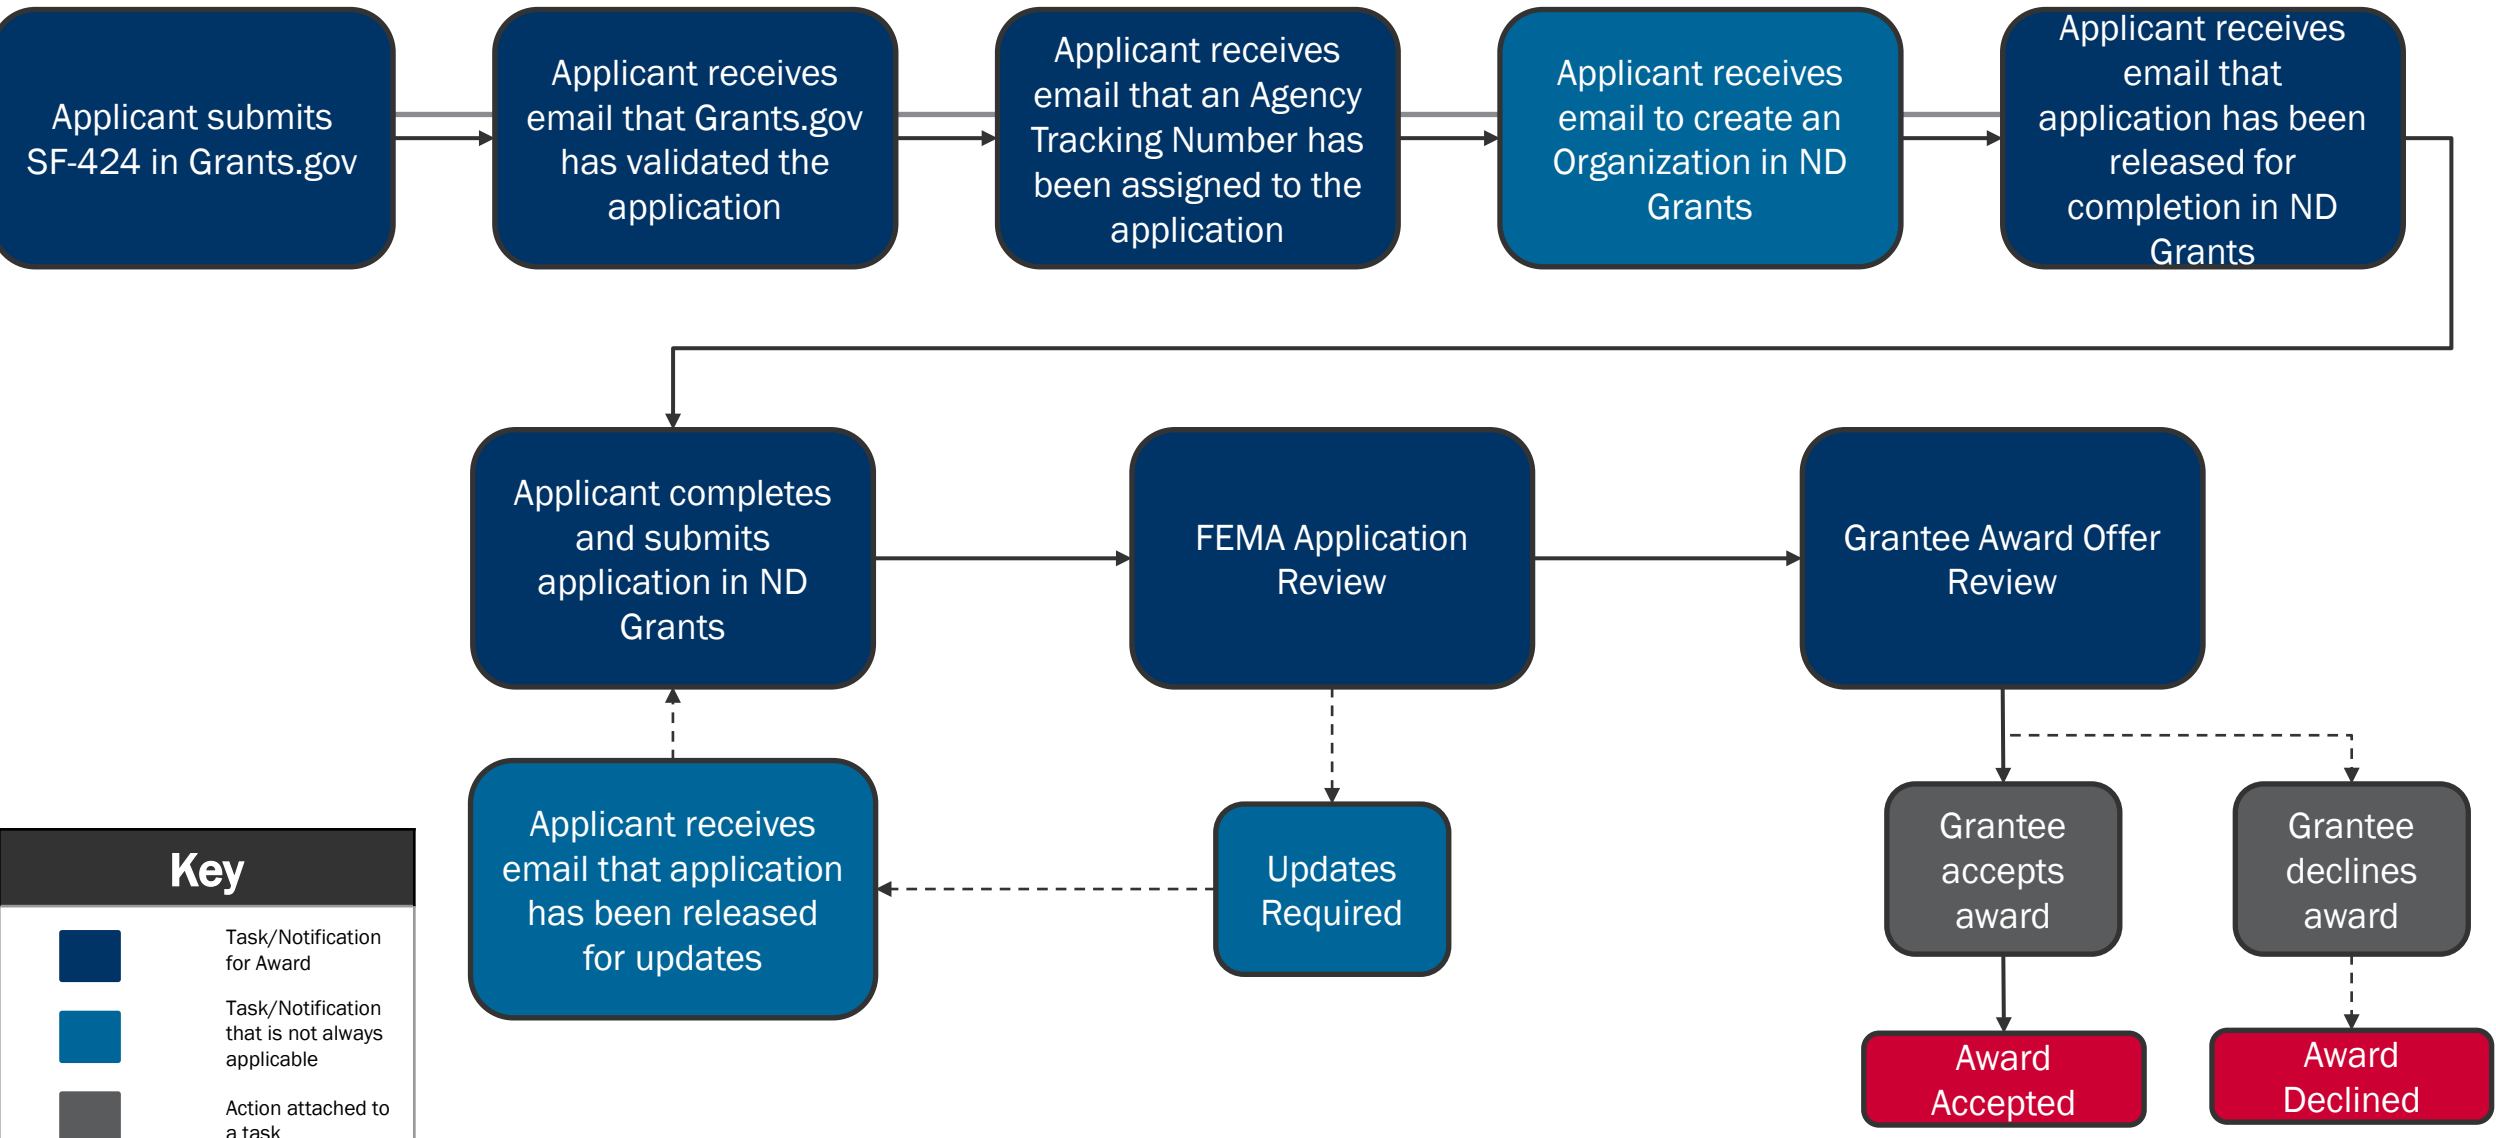 Applicant submits
SF-424 in Grants.gov
Applicant receives
email that Grants.gov
has validated the
application
Applicant receives
email that an Agency
Tracking Number has
been assigned to the
application
Applicant receives
email to create an
Organization in ND
Grants
Applicant receives
email that
application has been
released for
completion in ND
Grants
Applicant completes
and submits
application in ND
Grants
FEMA Application
Review
Grantee Award Offer
Review
Applicant receives
email that application
has been released
for updates
Updates
Required
Grantee
accepts
award
Grantee
declines
award
Award
Accepted
Award
Declined
Key
Task/Notification
for Award
Task/Notification
that is not always
applicable
Action attached to
a task